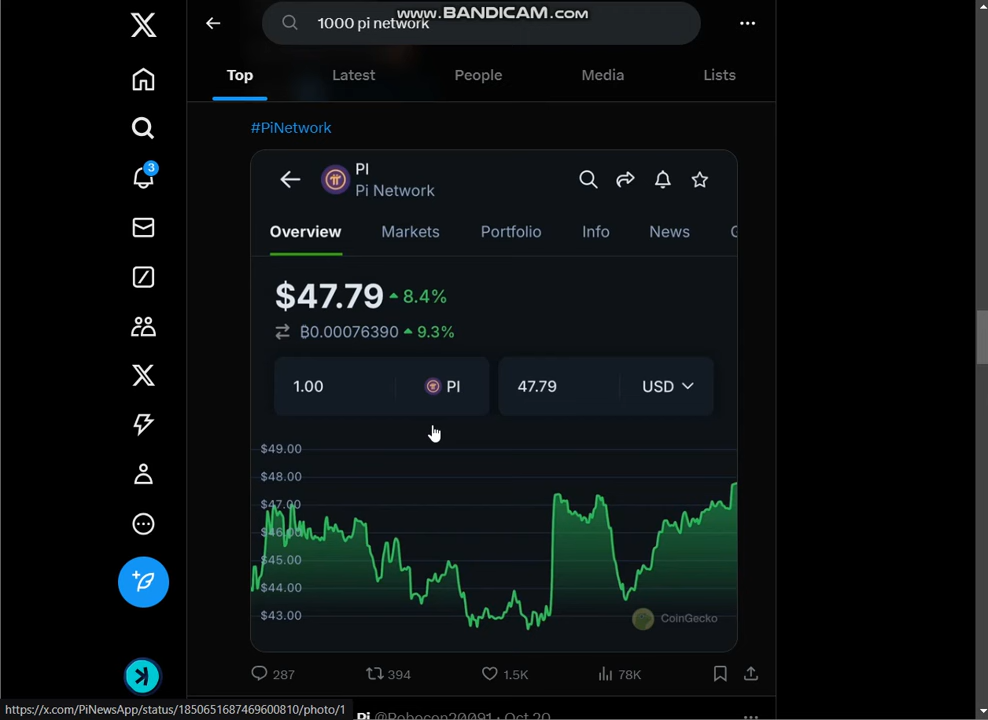 www.BANDICAM.com
1000 pi network
Top
Latest
People
Media
Lists
#PiNetwork
3
PI
Pi Network
Overview
Markets
Portfolio
Info
News
$47.79 8.4%
₿0.00076390 9.3%
1.00
PI
47.79
USD
$49.00
$48.00
$47.00
$46.00
$45.00
$44.00
$43.00
CoinGecko
287
394
1.5K
78K
https://x.com/PiNewsApp/status/1850651687469600810/photo/1
Pi @Robocon20091 · Oct 20